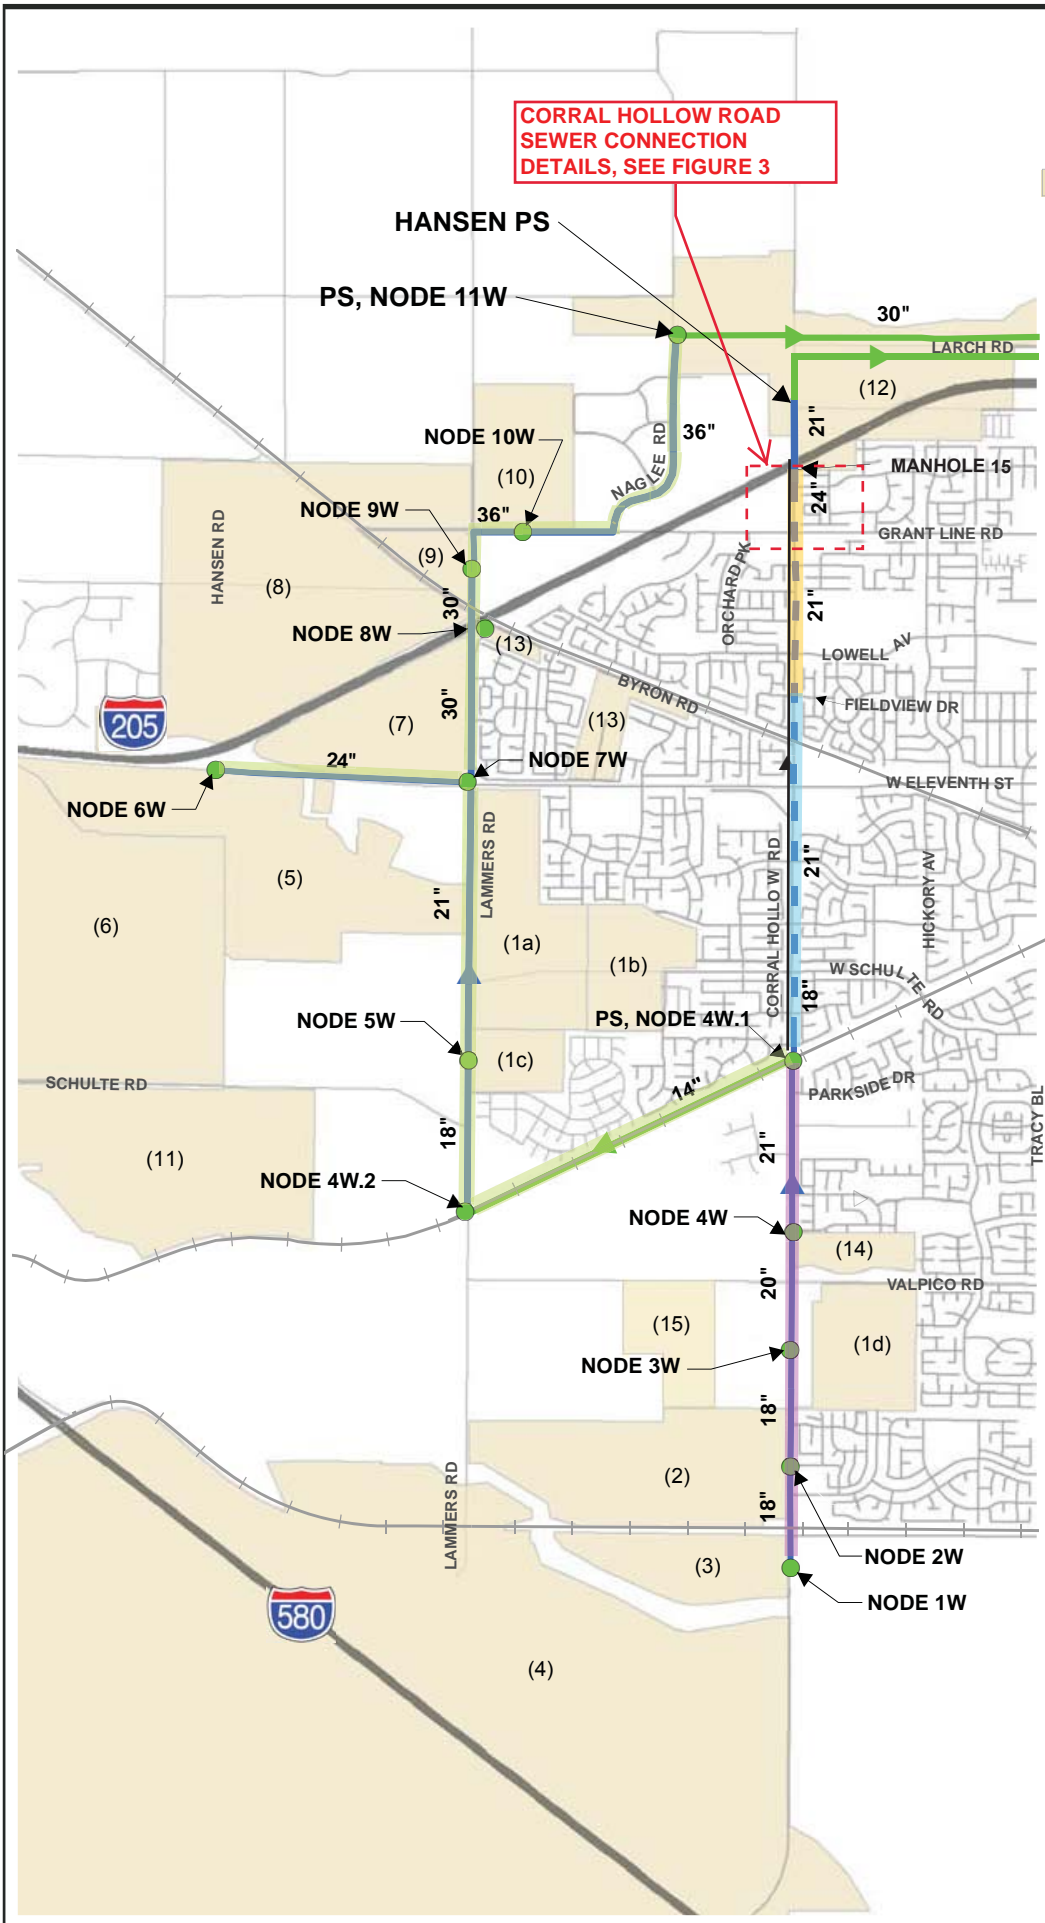 CORRAL HOLLOW ROAD
SEWER CONNECTION
DETAILS, SEE FIGURE 3
HANSEN PS
PS, NODE 11W
30"
LARCH RD
(12)
21"
36"
NODE 10W
NAGLEE RD
MANHOLE 15
(10)
24"
NODE 9W
36"
GRANT LINE RD
HANSEN RD
(9)
ORCHARD PK
(8)
30"
21"
NODE 8W
(13)
LOWELL AV
BYRON RD
FIELDVIEW DR
205
30"
(7)
(13)
24"
NODE 7W
W ELEVENTH ST
NODE 6W
LAMMERS RD
CORRAL HOLLOW RD
21"
HICKORY AV
(5)
21"
(6)
(1a)
(1b)
W SCHULTE RD
18"
NODE 5W
PS, NODE 4W.1
(1c)
SCHULTE RD
14"
PARKSIDE DR
TRACY BL
18"
21"
(11)
NODE 4W.2
NODE 4W
(14)
20"
VALPICO RD
(15)
(1d)
NODE 3W
18"
(2)
LAMMERS RD
18"
NODE 2W
(3)
NODE 1W
580
(4)